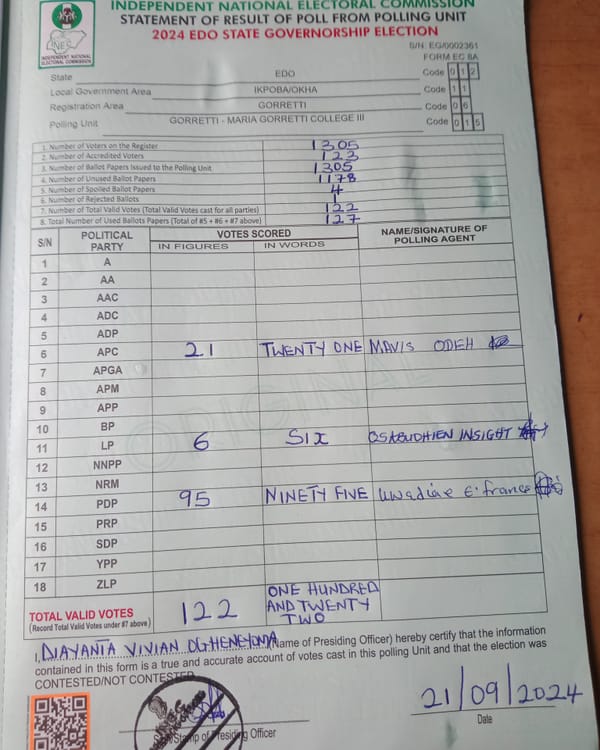 INDEPENDENT NATIONAL ELECTORAL COMMISSION
STATEMENT OF RESULT OF POLL FROM POLLING UNIT
2024 EDO STATE GOVERNORSHIP ELECTION
INEC
INDEPENDENT NATIONAL
ELECTORAL COMMISSION
S/N: EG/0002361
FORM EC 8A
State EDO Code 0 1 2
Local Government Area IKPOBA/OKHA Code 1 1
Registration Area GORRETTI Code 0 6
Polling Unit GORRETTI - MARIA GORRETTI COLLEGE III Code 0 1 5
1. Number of Voters on the Register 1305
2. Number of Accredited Voters 123
3. Number of Ballot Papers Issued to the Polling Unit 1305
4. Number of Unused Ballot Papers 1178
5. Number of Spoiled Ballot Papers 4
6. Number of Rejected Ballots 1
7. Number of Total Valid Votes (Total Valid Votes cast for all parties) 122
8. Total Number of Used Ballots Papers (Total of #5 + #6 + #7 above) 127
S/N POLITICAL PARTY VOTES SCORED NAME/SIGNATURE OF POLLING AGENT
IN FIGURES IN WORDS
1 A
2 AA
3 AAC
4 ADC
5 ADP
6 APC 21 TWENTY ONE MAVIS ODEH
7 APGA
8 APM
9 APP
10 BP
11 LP 6 SIX OSABUOHIEN INSIGHT
12 NNPP
13 NRM
14 PDP 95 NINETY FIVE Uwadiae E. frances
15 PRP
16 SDP
17 YPP
18 ZLP
TOTAL VALID VOTES 122 ONE HUNDRED AND TWENTY TWO
(Record Total Valid Votes under #7 above)
I, VIVIAN OGHENEYOMA (Name of Presiding Officer) hereby certify that the information
contained in this form is a true and accurate account of votes cast in this polling Unit and that the election was
CONTESTED/NOT CONTESTED
21/09/2024
Stamp of Presiding Officer
Date
ORIGINAL